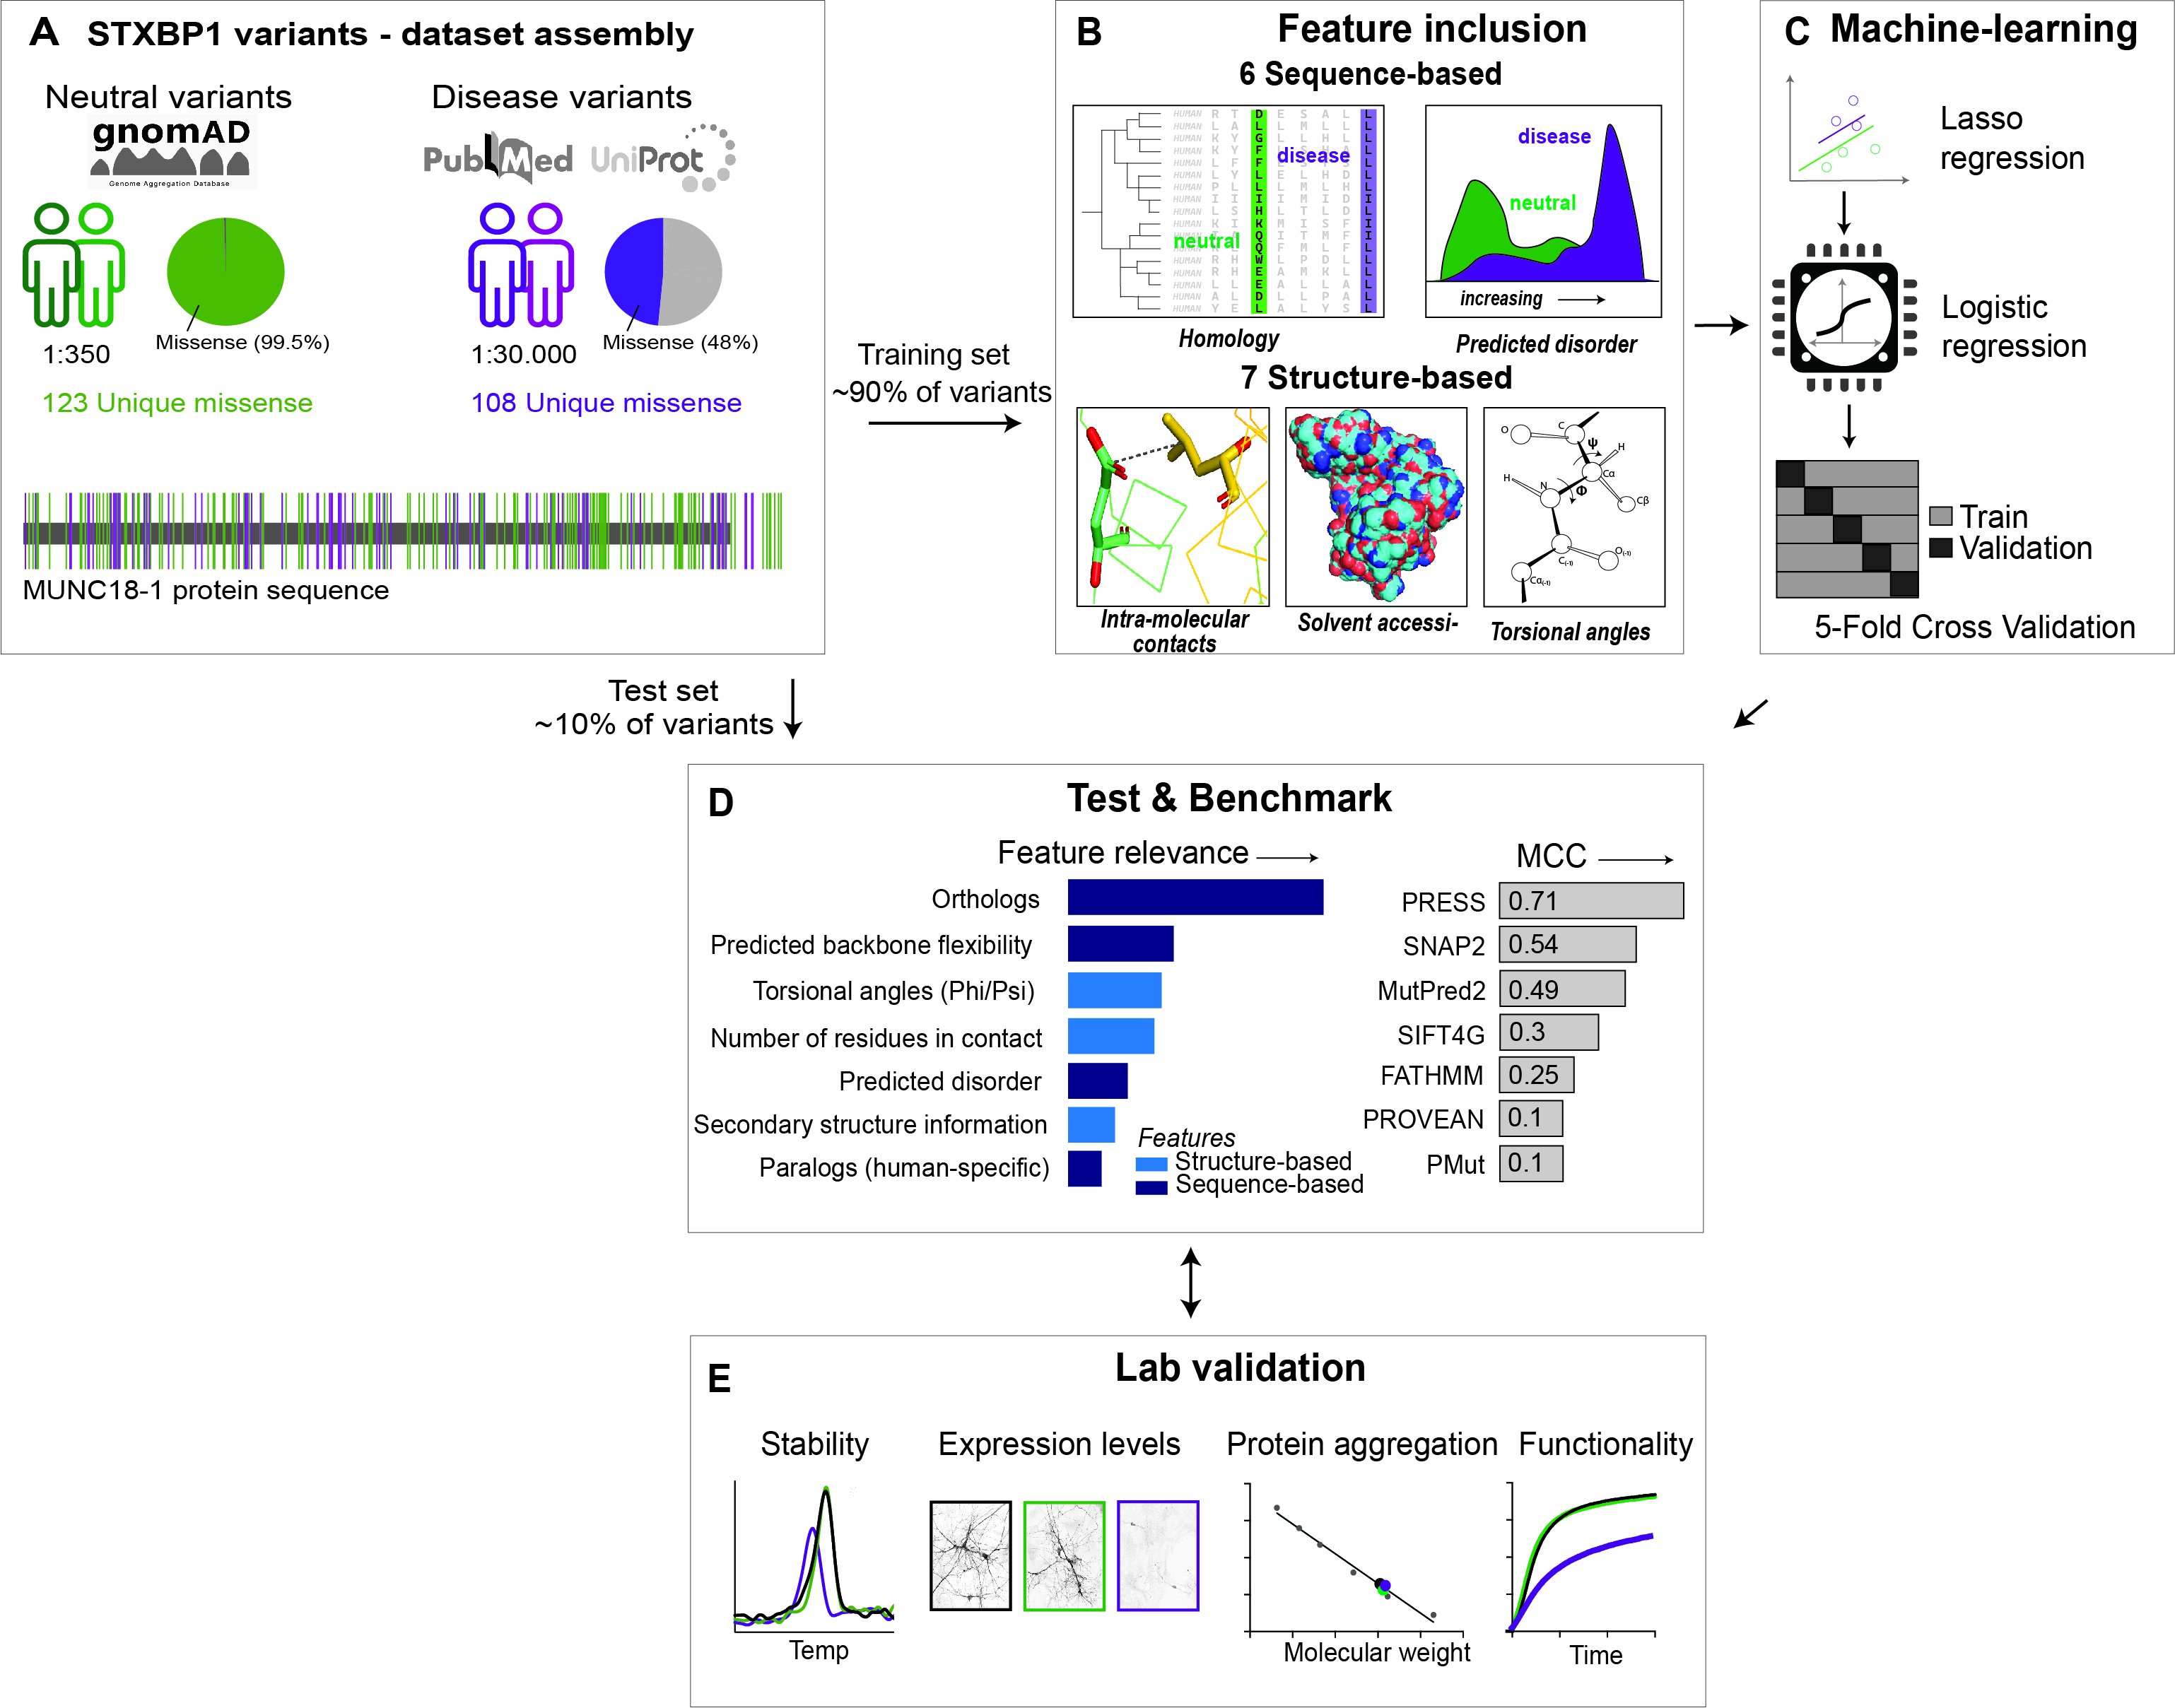 A STXBP1 variants - dataset assembly
Neutral variants
Disease variants
gnomAD
Genome Aggregation Database
PubMed
UniProt
Missense (99.5%)
Missense (48%)
1:350
1:30.000
123 Unique missense
108 Unique missense
MUNC18-1 protein sequence
Training set
~90% of variants
Test set
~10% of variants
B Feature inclusion
6 Sequence-based
disease
neutral
Homology
disease
neutral
increasing
Predicted disorder
7 Structure-based
Intra-molecular
contacts
Solvent accessi-
O
C
Ψ
H
Cα
H
N
Φ
Cβ
C(-1)
O(-1)
Cα(-1)
Torsional angles
C Machine-learning
Lasso
regression
Logistic
regression
Train
Validation
5-Fold Cross Validation
D Test & Benchmark
Feature relevance
Orthologs
Predicted backbone flexibility
Torsional angles (Phi/Psi)
Number of residues in contact
Predicted disorder
Secondary structure information
Paralogs (human-specific)
Features
Structure-based
Sequence-based
MCC
PRESS 0.71
SNAP2 0.54
MutPred2 0.49
SIFT4G 0.3
FATHMM 0.25
PROVEAN 0.1
PMut 0.1
E Lab validation
Stability
Expression levels
Protein aggregation
Functionality
Temp
Molecular weight
Time